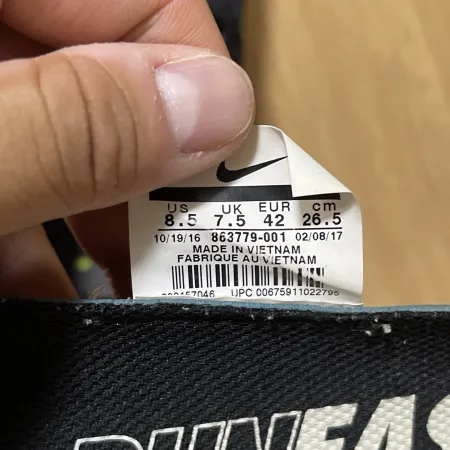 US UK EUR cm
8.5 7.5 42 26.5
10/19/16 863779-001 02/08/17
MADE IN VIETNAM
FABRIQUE AU VIETNAM
UPC 00675911022795